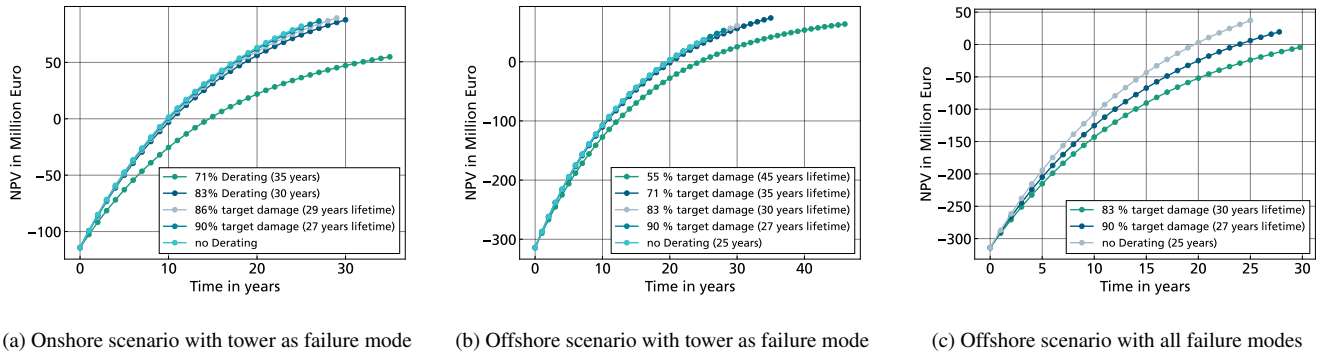 NPV in Million Euro
50
0
−50
−100
0
10
20
30
Time in years
71% Derating (35 years)
83% Derating (30 years)
86% target damage (29 years lifetime)
90% target damage (27 years lifetime)
no Derating
(a) Onshore scenario with tower as failure mode
NPV in Million Euro
0
−100
−200
−300
0
10
20
30
40
Time in years
55 % target damage (45 years lifetime)
71 % target damage (35 years lifetime)
83 % target damage (30 years lifetime)
90 % target damage (27 years lifetime)
no Derating (25 years)
(b) Offshore scenario with tower as failure mode
NPV in Million Euro
50
0
−50
−100
−150
−200
−250
−300
0
5
10
15
20
25
30
Time in years
83 % target damage (30 years lifetime)
90 % target damage (27 years lifetime)
no Derating (25 years)
(c) Offshore scenario with all failure modes